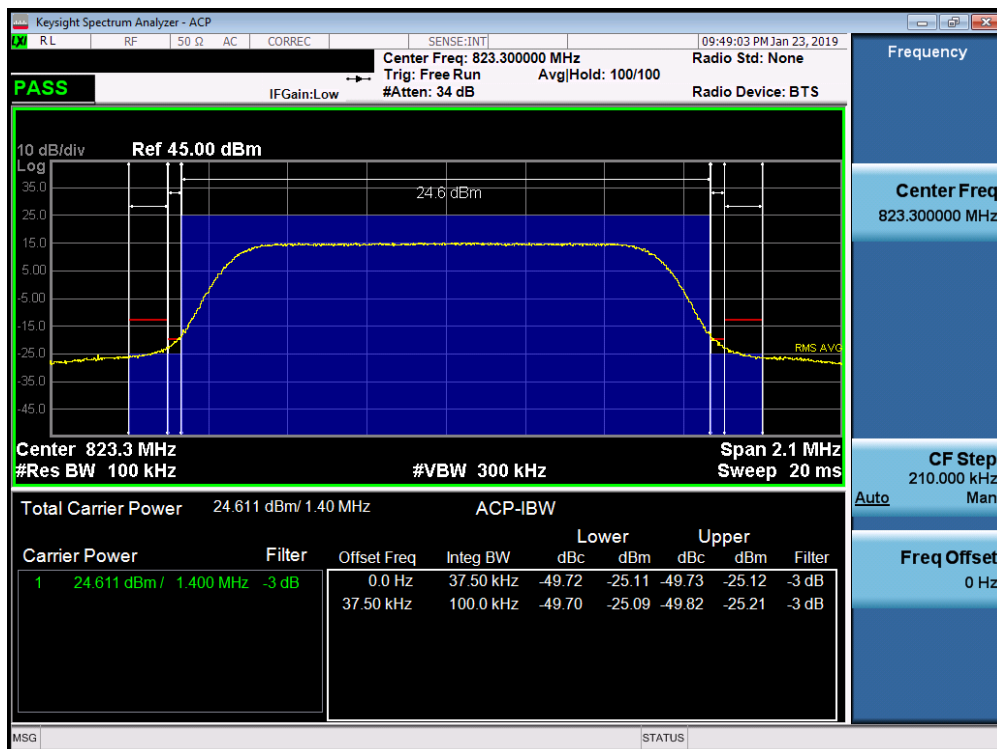 Keysight Spectrum Analyzer - ACP
LXI RL RF 50 Ω AC CORREC SENSE:INT 09:49:03 PM Jan 23, 2019
Center Freq: 823.300000 MHz Radio Std: None
Trig: Free Run Avg|Hold: 100/100
PASS IFGain:Low #Atten: 34 dB Radio Device: BTS
Frequency
10 dB/div Ref 45.00 dBm
Log
35.0
24.6 dBm
25.0
15.0
5.00
-5.00
-15.0
-25.0
RMS AVG
-35.0
-45.0
Center 823.3 MHz Span 2.1 MHz
#Res BW 100 kHz #VBW 300 kHz Sweep 20 ms
Center Freq
823.300000 MHz
CF Step
210.000 kHz
Auto Man
Freq Offset
0 Hz
Total Carrier Power 24.611 dBm/ 1.40 MHz ACP-IBW
Lower Upper
Carrier Power Filter Offset Freq Integ BW dBc dBm dBc dBm Filter
1 24.611 dBm / 1.400 MHz -3 dB 0.0 Hz 37.50 kHz -49.72 -25.11 -49.73 -25.12 -3 dB
37.50 kHz 100.0 kHz -49.70 -25.09 -49.82 -25.21 -3 dB
MSG STATUS